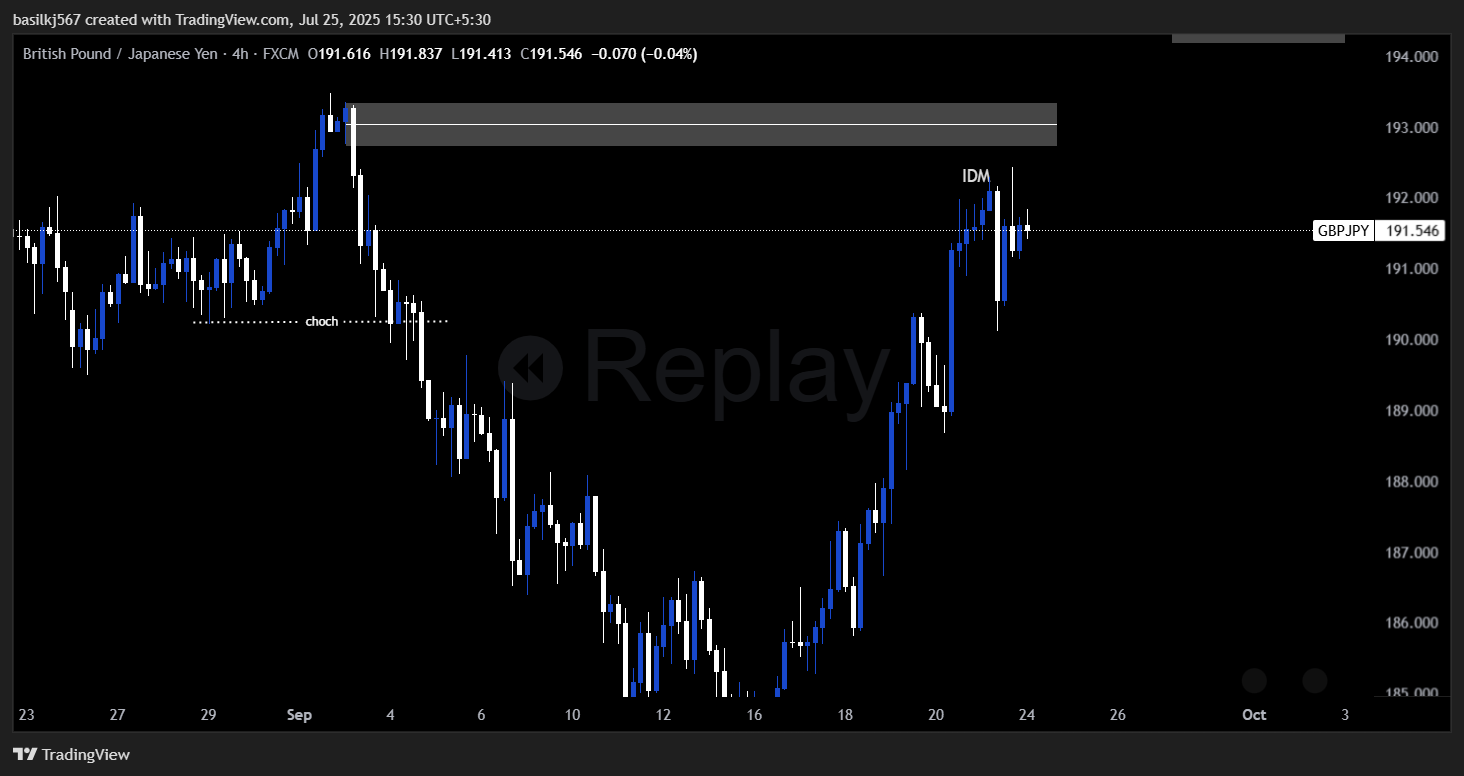 basilkj567 created with TradingView.com, Jul 25, 2025 15:30 UTC+5:30
British Pound / Japanese Yen · 4h · FXCM O191.616 H191.837 L191.413 C191.546 −0.070 (−0.04%)
194.000
193.000
IDM
192.000
GBPJPY 191.546
191.000
choch
190.000
Replay
189.000
188.000
187.000
186.000
185.000
23 27 29 Sep 4 6 10 12 16 18 20 24 26 Oct 3
TradingView